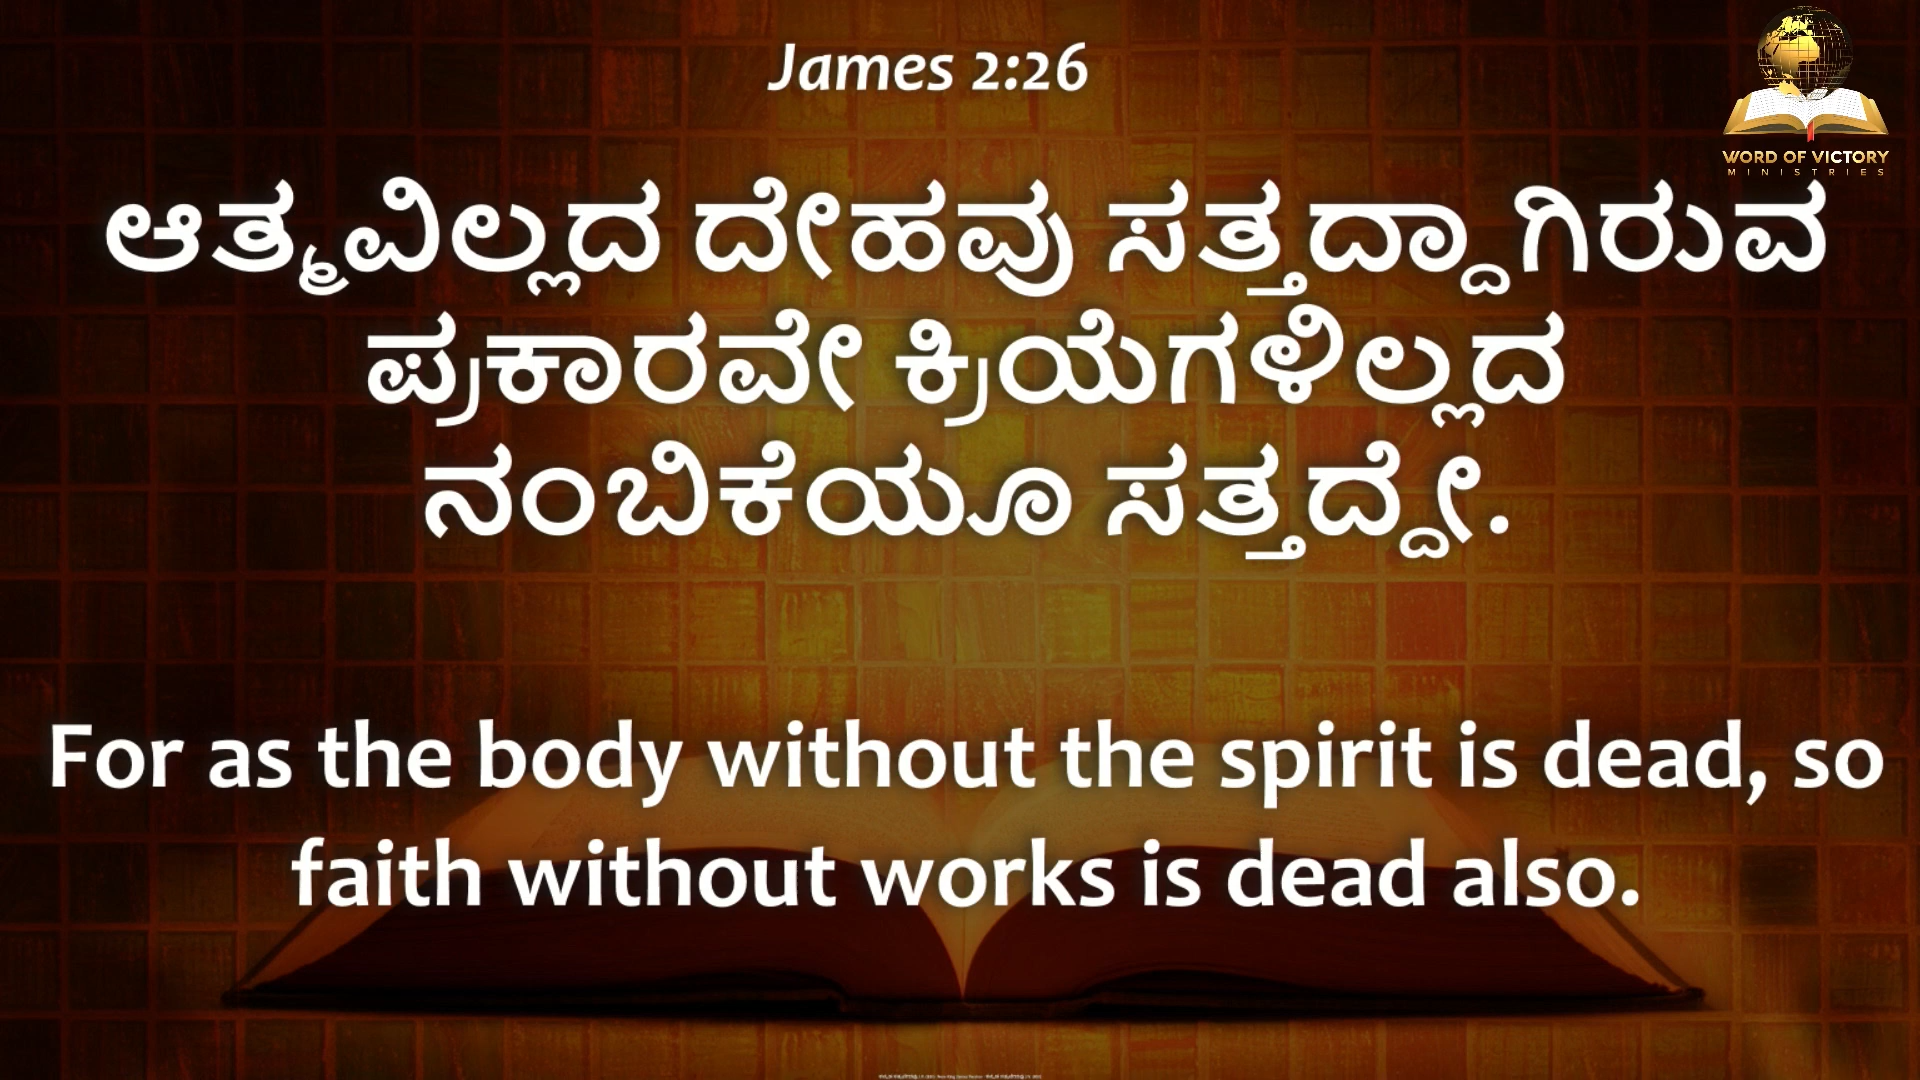 James 2:26
WORD OF VICTORY
MINISTRIES
ಆತ್ಮವಿಲ್ಲದ ದೇಹವು ಸತ್ತದ್ದಾಗಿರುವ
ಪ್ರಕಾರವೇ ಕ್ರಿಯೆಗಳಿಲ್ಲದ
ನಂಬಿಕೆಯೂ ಸತ್ತದ್ದೇ.
For as the body without the spirit is dead, so
faith without works is dead also.